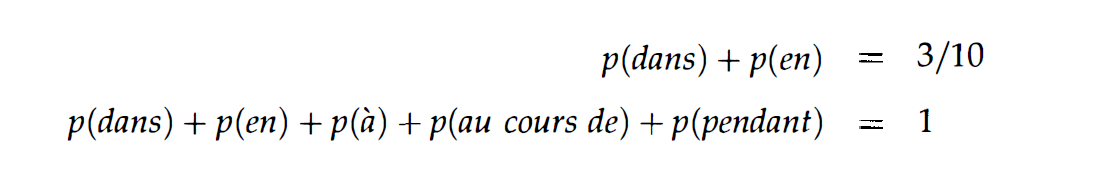 p(dans) + p(en) = 3/10
p(dans) + p(en) + p(à) + p(au cours de) + p(pendant) = 1